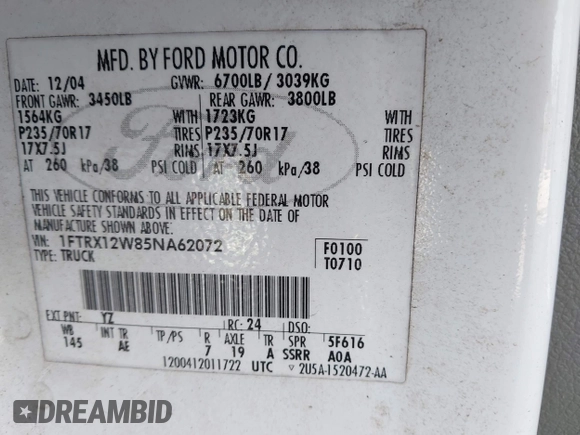 MFD. BY FORD MOTOR CO.
DATE: 12/04 GVWR: 6700LB/ 3039KG
FRONT GAWR: 3450LB REAR GAWR: 3800LB
1564KG WITH 1723KG WITH
P235/70R17 TIRES P235/70R17 TIRES
17X7.5J RIMS 17X7.5J RIMS
AT 260 kPa/38 PSI COLD AT 260 kPa/38 PSI COLD
THIS VEHICLE CONFORMS TO ALL APPLICABLE FEDERAL MOTOR
VEHICLE SAFETY STANDARDS IN EFFECT ON THE DATE OF
MANUFACTURE SHOWN ABOVE.
VIN: 1FTRX12W85NA62072 F0100
TYPE: TRUCK T0710
EXT PNT: YZ RC: 24 DSO:
WB INT TR TP/PS R AXLE TR SPR 5F616
145 AE 7 19 A SSRR A0A
1200412011722 UTC ▽ 2U5A-1520472-AA
Ford
DREAMBID